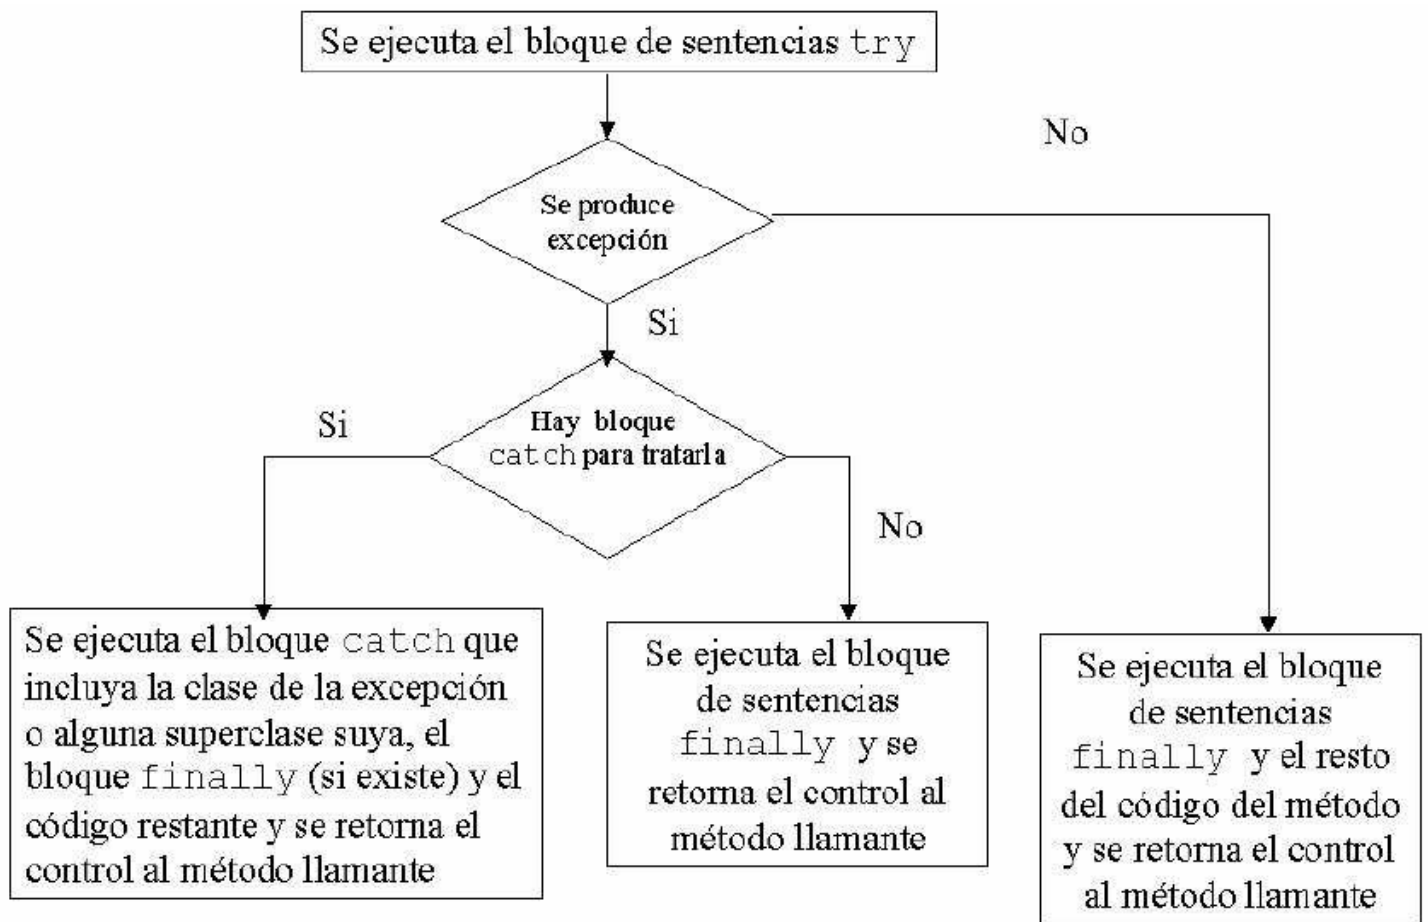 Se ejecuta el bloque de sentencias try
No
Se produce
excepción
Si
Si
Hay bloque
catch para tratarla
No
Se ejecuta el bloque catch que
incluya la clase de la excepción
o alguna superclase suya, el
bloque finally (si existe) y el
código restante y se retorna el
control al método llamante
Se ejecuta el bloque
de sentencias
finally y se
retorna el control al
método llamante
Se ejecuta el bloque
de sentencias
finally y el resto
del código del método
y se retorna el control
al método llamante